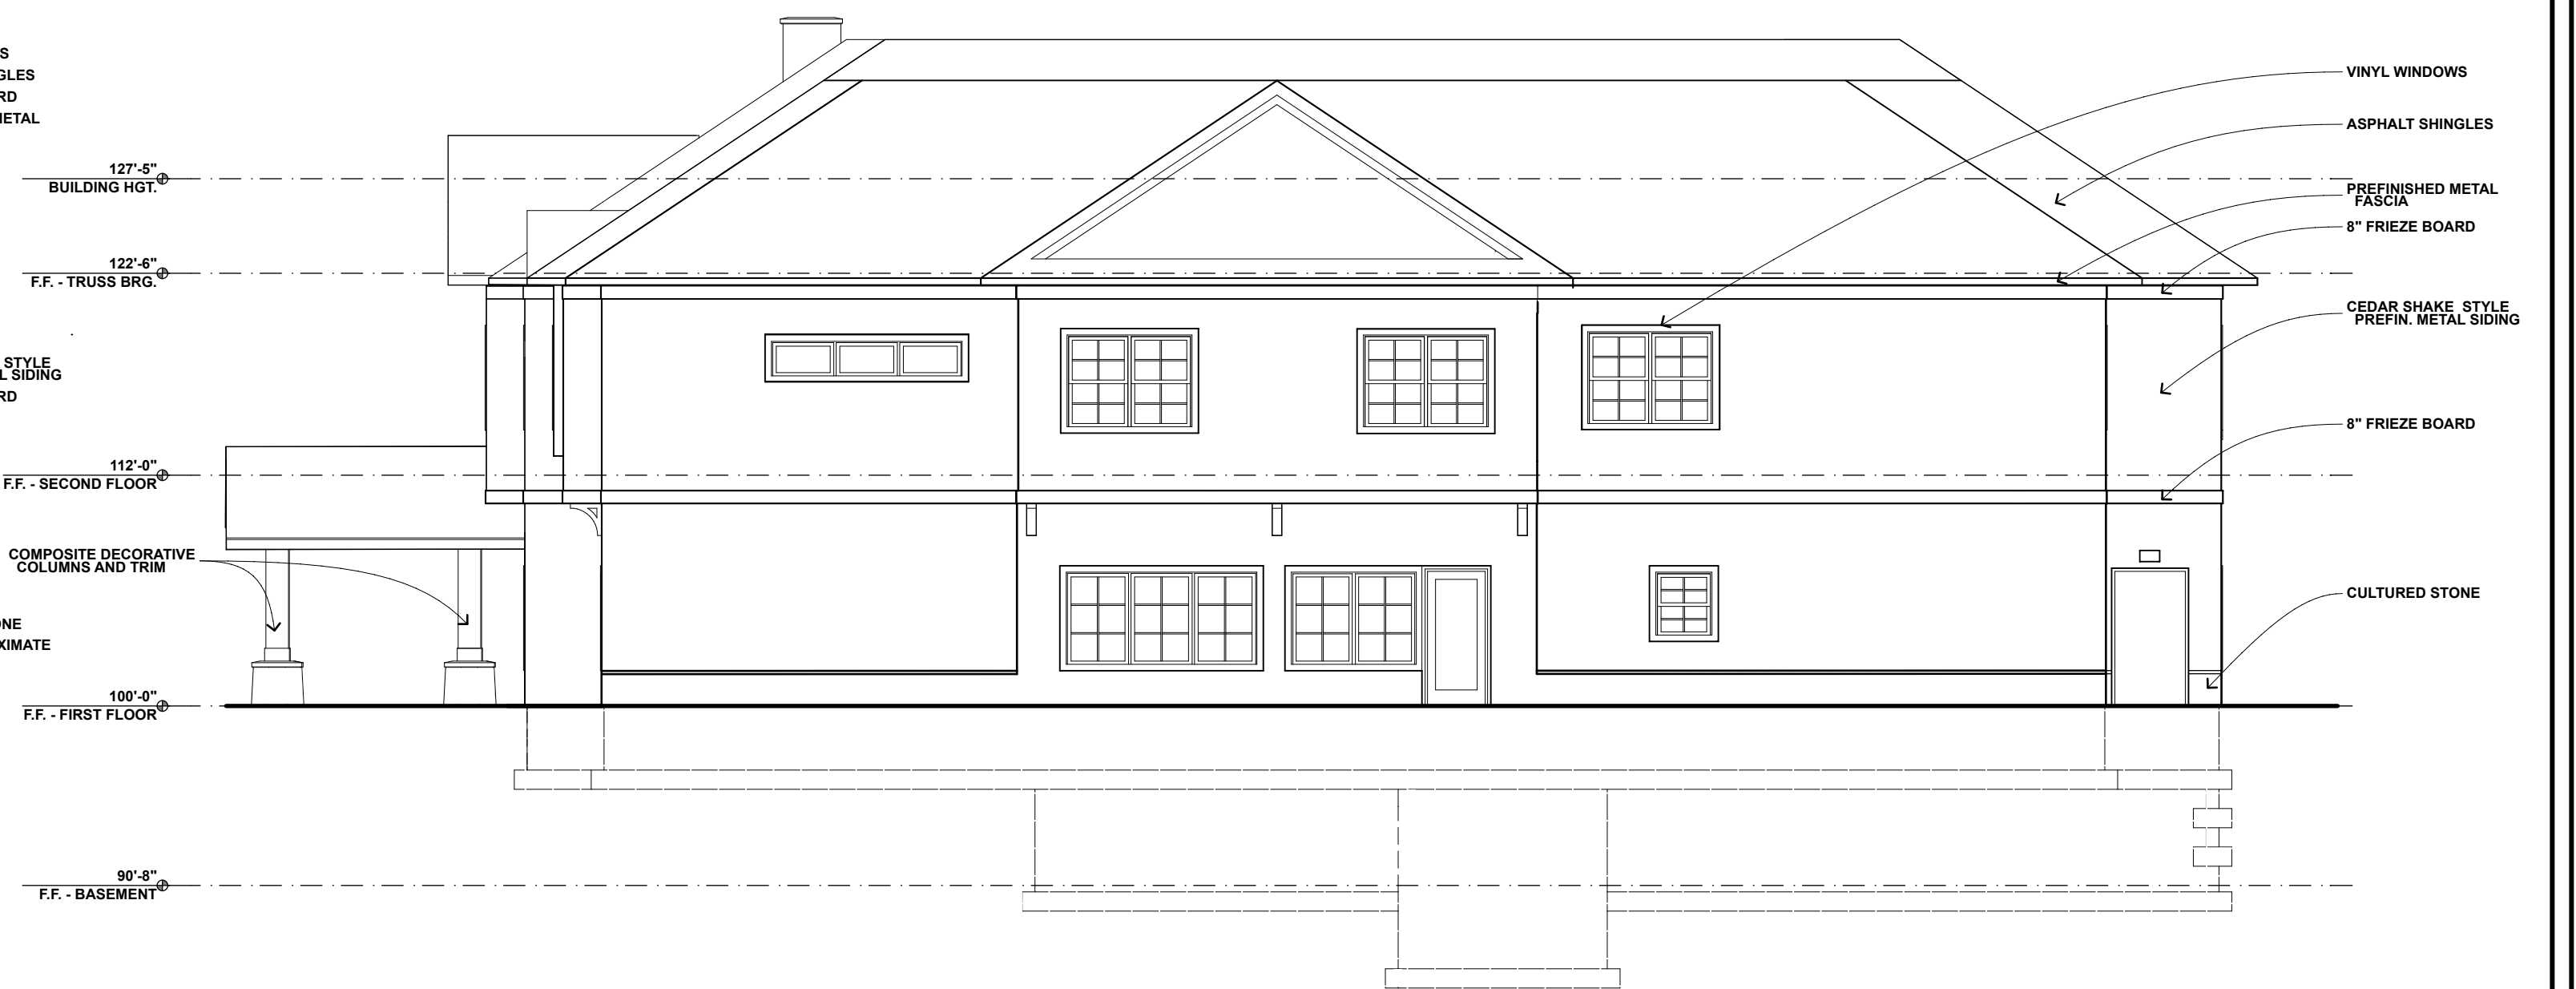 S
GLES
RD
METAL
127'-5"
BUILDING HGT.
122'-6"
F.F. - TRUSS BRG.
STYLE
L SIDING
RD
112'-0"
F.F. - SECOND FLOOR
COMPOSITE DECORATIVE
COLUMNS AND TRIM
ONE
XIMATE
100'-0"
F.F. - FIRST FLOOR
90'-8"
F.F. - BASEMENT
VINYL WINDOWS
ASPHALT SHINGLES
PREFINISHED METAL
FASCIA
8" FRIEZE BOARD
CEDAR SHAKE STYLE
PREFIN. METAL SIDING
8" FRIEZE BOARD
CULTURED STONE